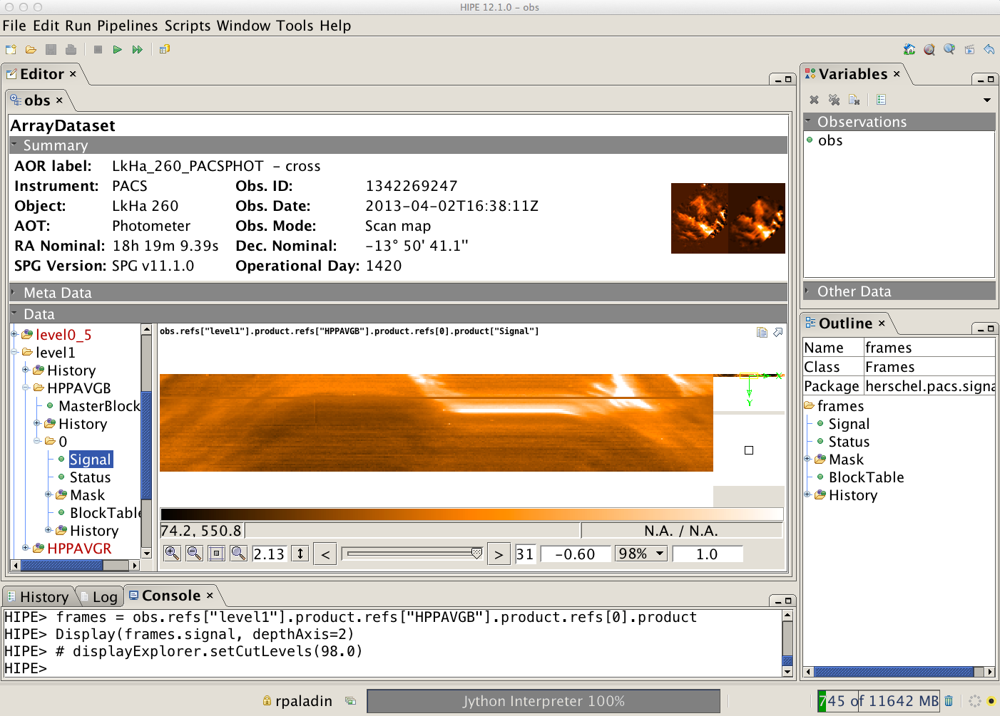 HIPE 12.1.0 - obs
File Edit Run Pipelines Scripts Window Tools Help
Editor ×
obs ×
ArrayDataset
Summary
AOR label: LkHa_260_PACSPHOT - cross
Instrument: PACS Obs. ID: 1342269247
Object: LkHa 260 Obs. Date: 2013-04-02T16:38:11Z
AOT: Photometer Obs. Mode: Scan map
RA Nominal: 18h 19m 9.39s Dec. Nominal: -13° 50' 41.1''
SPG Version: SPG v11.1.0 Operational Day: 1420
Meta Data
Data
level0_5
level1
History
HPPAVGB
MasterBlock
History
0
Signal
Status
Mask
BlockTable
History
HPPAVGR
obs.refs["level1"].product.refs["HPPAVGB"].product.refs[0].product["Signal"]
X
Y
74.2, 550.8
N.A. / N.A.
2.13 < > 31 -0.60 98% 1.0
Variables ×
Observations
obs
Other Data
Outline ×
Name frames
Class Frames
Package herschel.pacs.signa
frames
Signal
Status
Mask
BlockTable
History
History Log Console ×
HIPE> frames = obs.refs["level1"].product.refs["HPPAVGB"].product.refs[0].product
HIPE> Display(frames.signal, depthAxis=2)
HIPE> # displayExplorer.setCutLevels(98.0)
HIPE>
rpaladin
Jython Interpreter 100%
745 of 11642 MB